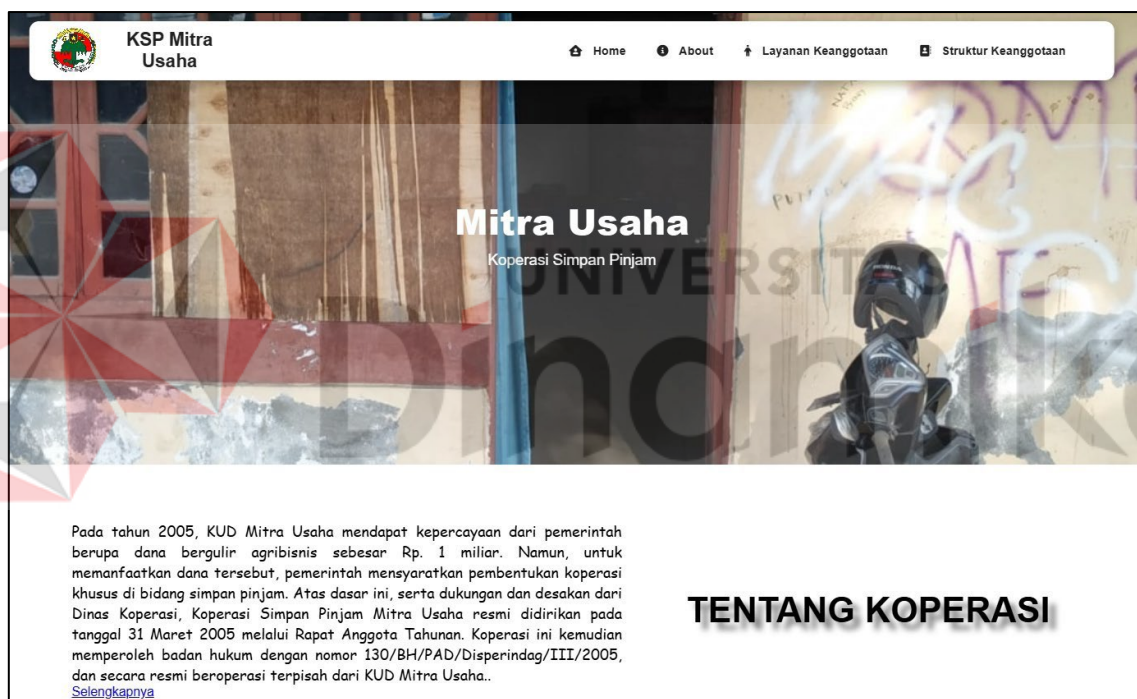 KSP Mitra
Usaha
Home About Layanan Keanggotaan Struktur Keanggotaan
Mitra Usaha
Koperasi Simpan Pinjam
UNIVERSITAS
Dinamika
HONDA
Pada tahun 2005, KUD Mitra Usaha mendapat kepercayaan dari pemerintah
berupa dana bergulir agribisnis sebesar Rp. 1 miliar. Namun, untuk
memanfaatkan dana tersebut, pemerintah mensyaratkan pembentukan koperasi
khusus di bidang simpan pinjam. Atas dasar ini, serta dukungan dan desakan dari
Dinas Koperasi, Koperasi Simpan Pinjam Mitra Usaha resmi didirikan pada
tanggal 31 Maret 2005 melalui Rapat Anggota Tahunan. Koperasi ini kemudian
memperoleh badan hukum dengan nomor 130/BH/PAD/Disperindag/III/2005,
dan secara resmi beroperasi terpisah dari KUD Mitra Usaha..
Selengkapnya
TENTANG KOPERASI